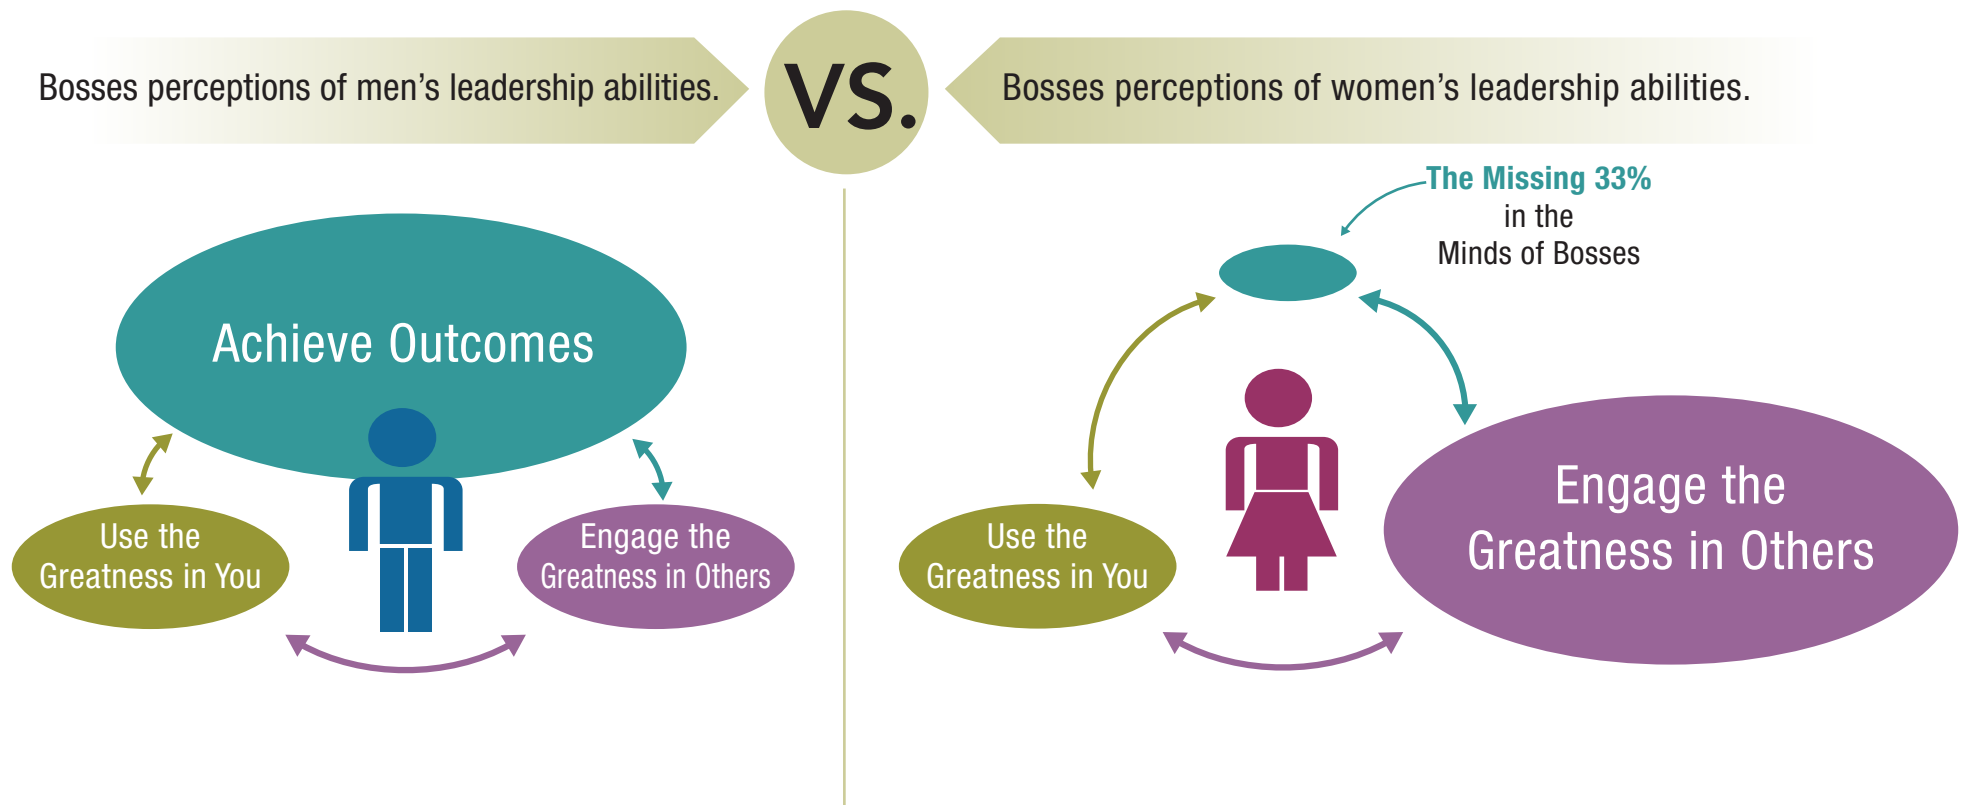 Bosses perceptions of men’s leadership abilities.
VS.
Bosses perceptions of women’s leadership abilities.
Achieve Outcomes
Use the
Greatness in You
Engage the
Greatness in Others
The Missing 33%
in the
Minds of Bosses
Use the
Greatness in You
Engage the
Greatness in Others